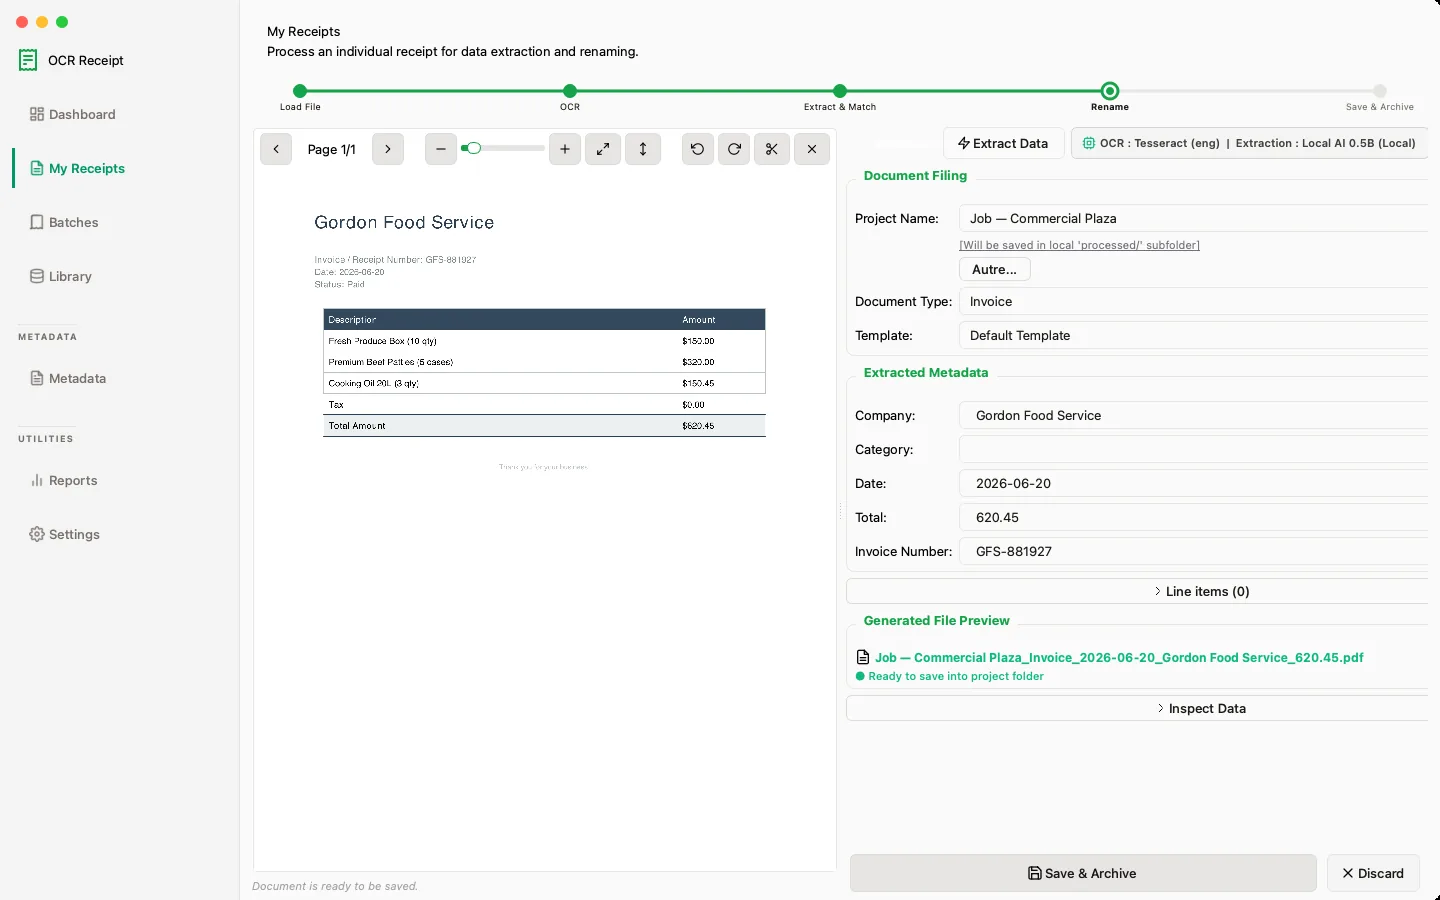 OCR Receipt
Dashboard
My Receipts
Batches
Library
METADATA
Metadata
UTILITIES
Reports
Settings
My Receipts
Process an individual receipt for data extraction and renaming.
Load File
OCR
Extract & Match
Rename
Save & Archive
Page 1/1
Gordon Food Service
Invoice / Receipt Number: GFS-881927
Date: 2026-06-20
Status: Paid
Description Amount
Fresh Produce Box (10 qty) $150.00
Premium Beef Patties (5 cases) $320.00
Cooking Oil 20L (3 qty) $150.45
Tax $0.00
Total Amount $620.45
Thank you for your business
Document is ready to be saved.
Extract Data
OCR : Tesseract (eng) | Extraction : Local AI 0.5B (Local)
Document Filing
Project Name: Job — Commercial Plaza
[Will be saved in local 'processed/' subfolder]
Autre...
Document Type: Invoice
Template: Default Template
Extracted Metadata
Company: Gordon Food Service
Category:
Date: 2026-06-20
Total: 620.45
Invoice Number: GFS-881927
Line items (0)
Generated File Preview
Job — Commercial Plaza_Invoice_2026-06-20_Gordon Food Service_620.45.pdf
Ready to save into project folder
Inspect Data
Save & Archive
Discard